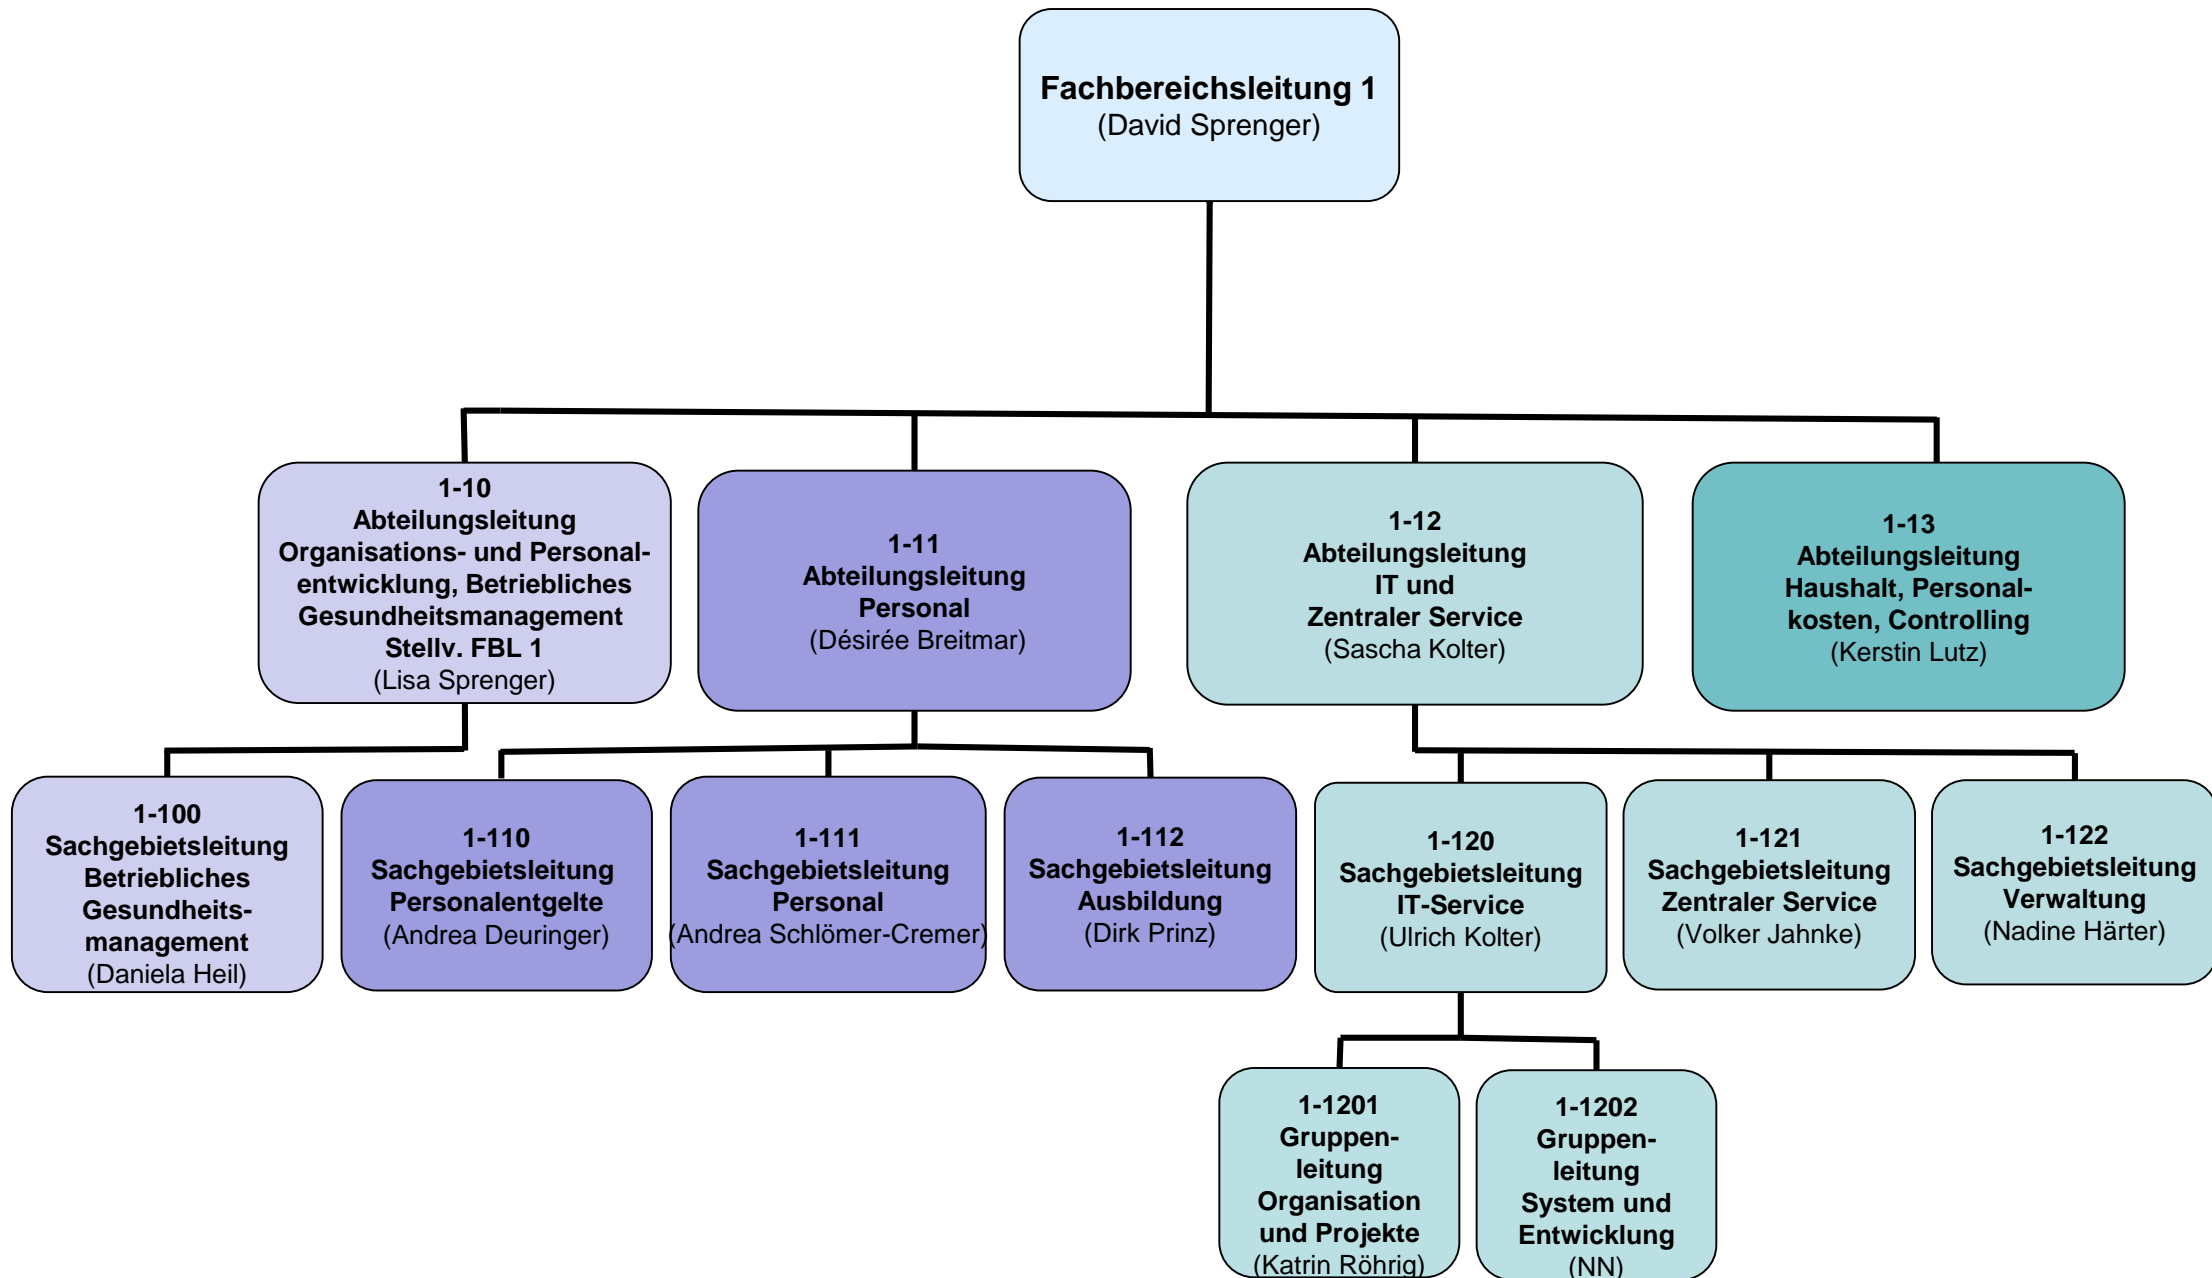 Fachbereichsleitung 1
(David Sprenger)
1-10
Abteilungsleitung
Organisations- und Personal-
entwicklung, Betriebliches
Gesundheitsmanagement
Stellv. FBL 1
(Lisa Sprenger)
1-11
Abteilungsleitung
Personal
(Désirée Breitmar)
1-12
Abteilungsleitung
IT und
Zentraler Service
(Sascha Kolter)
1-13
Abteilungsleitung
Haushalt, Personal-
kosten, Controlling
(Kerstin Lutz)
1-100
Sachgebietsleitung
Betriebliches
Gesundheits-
management
(Daniela Heil)
1-110
Sachgebietsleitung
Personalentgelte
(Andrea Deuringer)
1-111
Sachgebietsleitung
Personal
(Andrea Schlömer-Cremer)
1-112
Sachgebietsleitung
Ausbildung
(Dirk Prinz)
1-120
Sachgebietsleitung
IT-Service
(Ulrich Kolter)
1-121
Sachgebietsleitung
Zentraler Service
(Volker Jahnke)
1-122
Sachgebietsleitung
Verwaltung
(Nadine Härter)
1-1201
Gruppen-
leitung
Organisation
und Projekte
(Katrin Röhrig)
1-1202
Gruppen-
leitung
System und
Entwicklung
(NN)